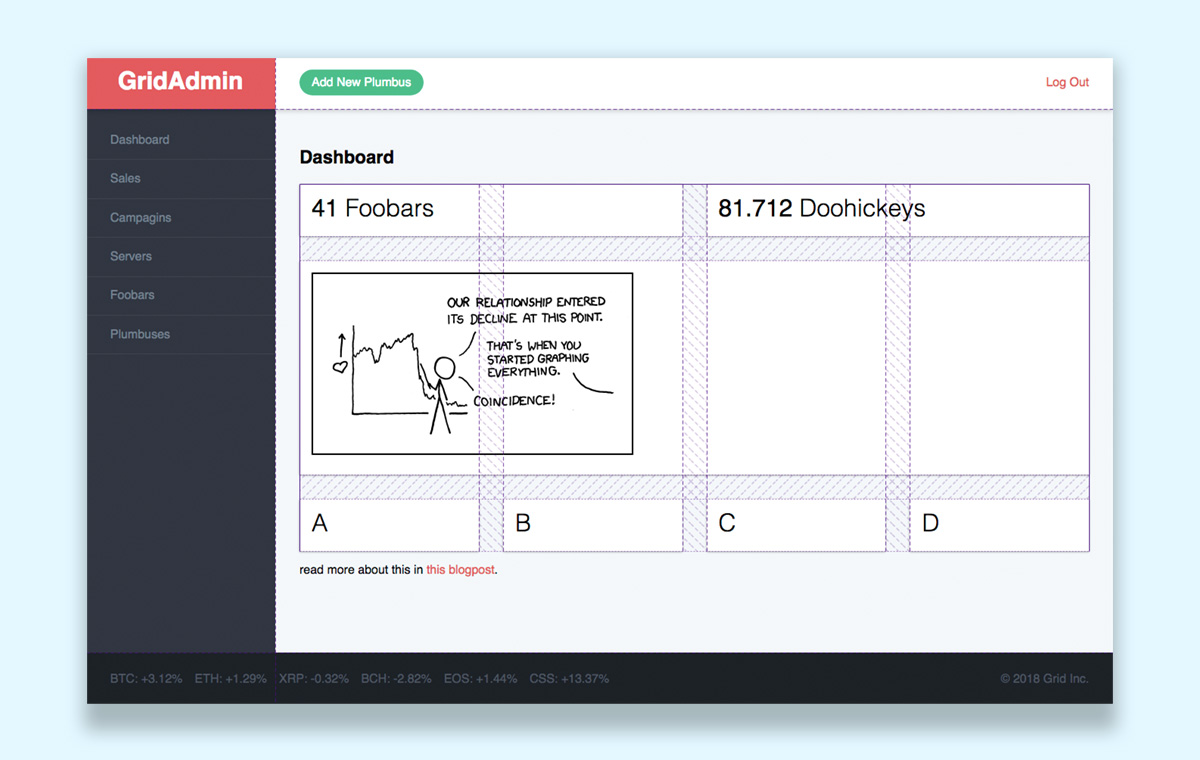 GridAdmin
Add New Plumbus
Log Out
Dashboard
Sales
Campagins
Servers
Foobars
Plumbuses
Dashboard
41 Foobars
81.712 Doohickeys
OUR RELATIONSHIP ENTERED
ITS DECLINE AT THIS POINT.
THAT'S WHEN YOU
STARTED GRAPHING
EVERYTHING.
COINCIDENCE!
A
B
C
D
read more about this in this blogpost.
BTC: +3.12% ETH: +1.29% XRP: -0.32% BCH: -2.82% EOS: +1.44% CSS: +13.37%
© 2018 Grid Inc.